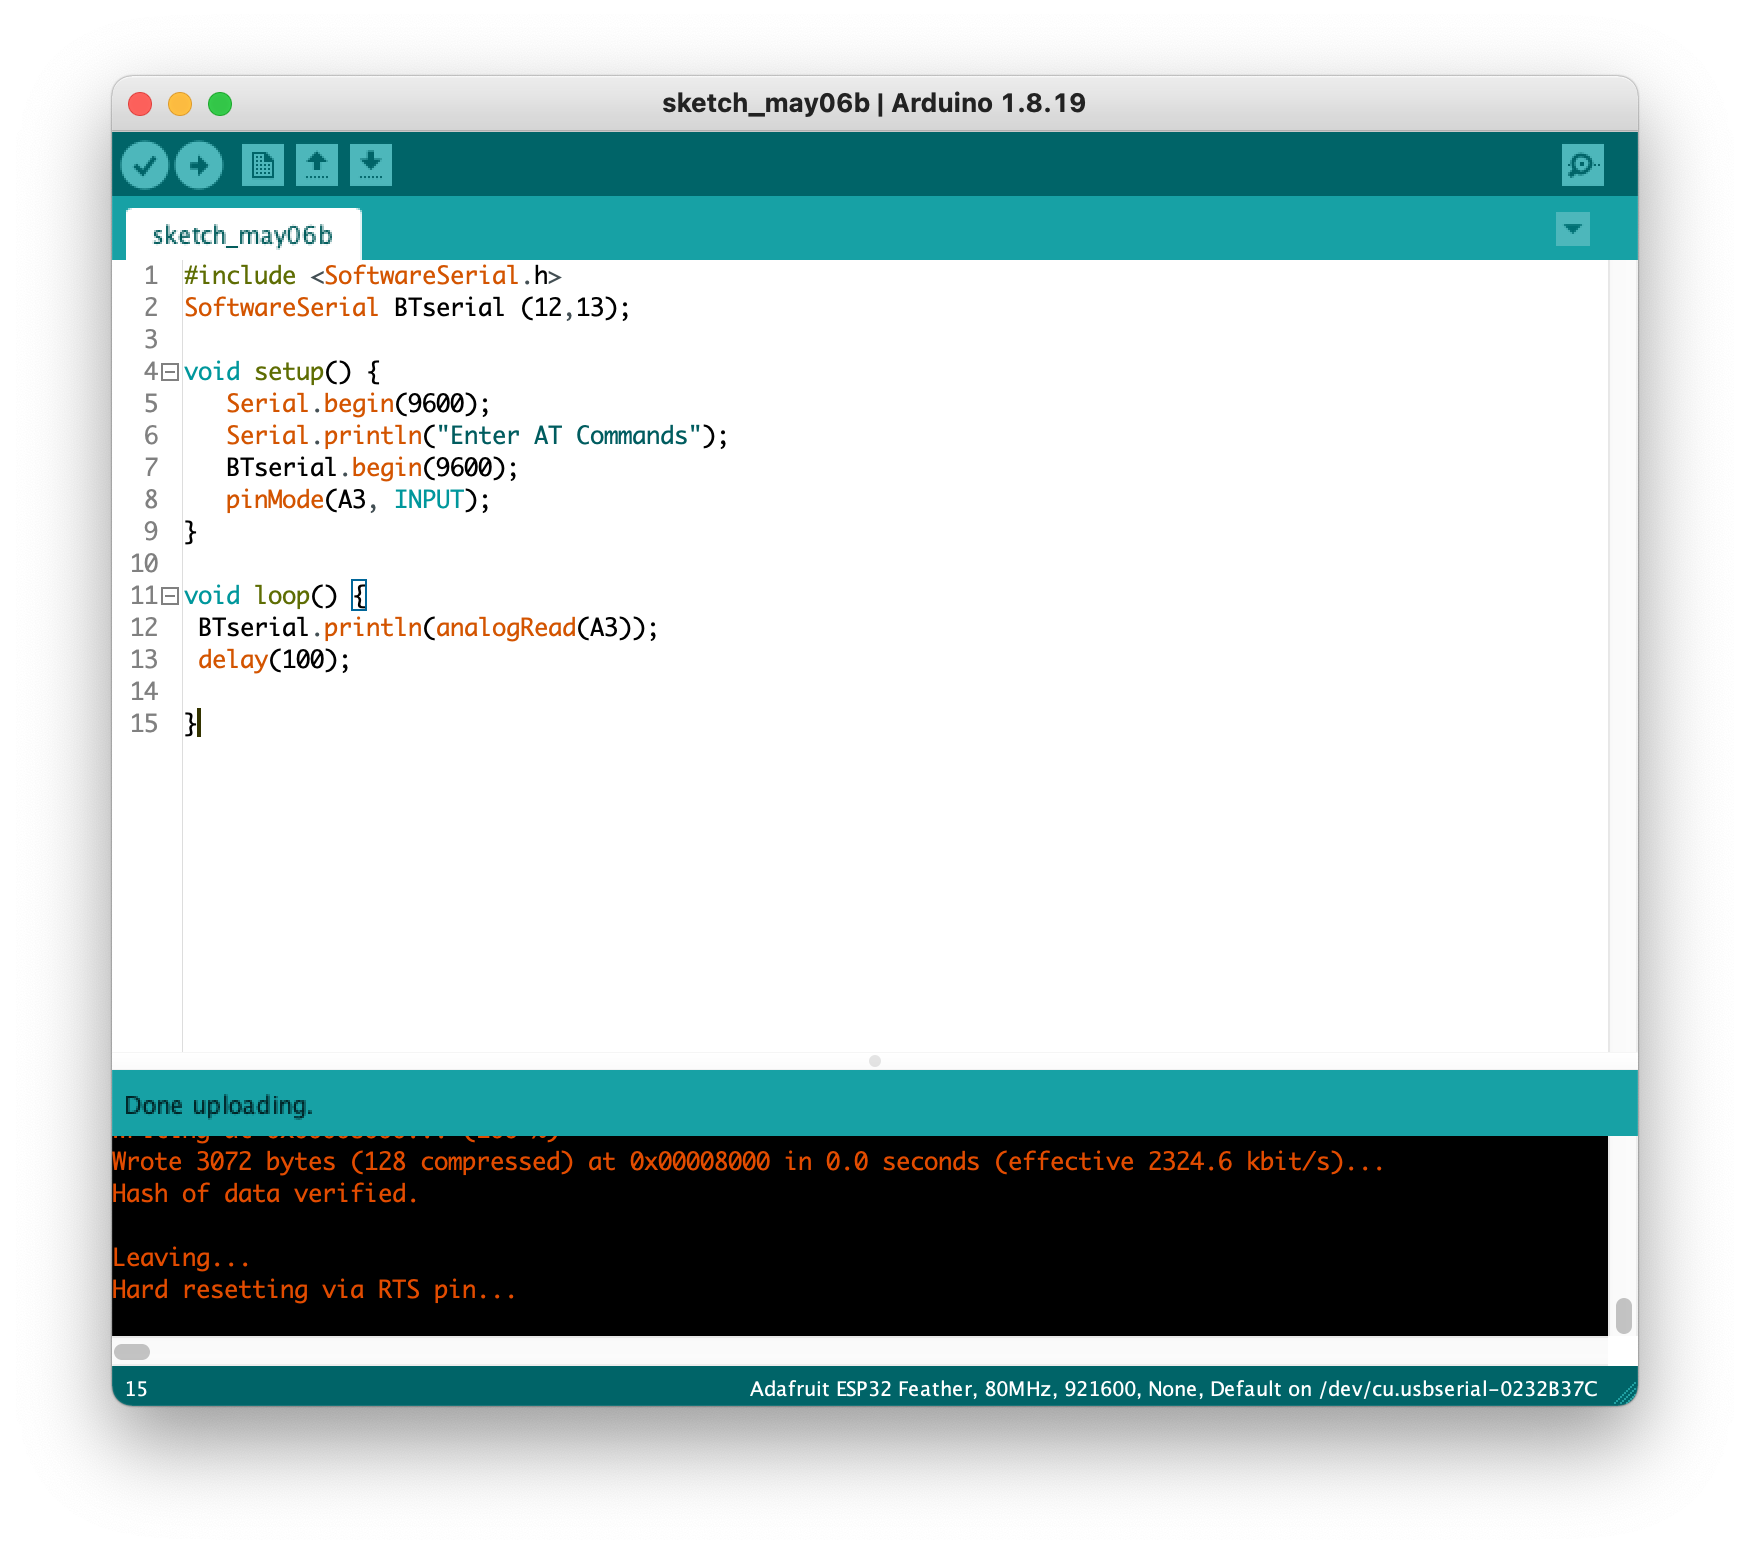 sketch_may06b | Arduino 1.8.19
sketch_may06b
1 #include <SoftwareSerial.h>
2 SoftwareSerial BTserial (12,13);
3
4 void setup() {
5 Serial.begin(9600);
6 Serial.println("Enter AT Commands");
7 BTserial.begin(9600);
8 pinMode(A3, INPUT);
9 }
10
11 void loop() {
12 BTserial.println(analogRead(A3));
13 delay(100);
14
15 }
Done uploading.
Wrote 3072 bytes (128 compressed) at 0x00008000 in 0.0 seconds (effective 2324.6 kbit/s)...
Hash of data verified.
Leaving...
Hard resetting via RTS pin...
15 Adafruit ESP32 Feather, 80MHz, 921600, None, Default on /dev/cu.usbserial-0232B37C